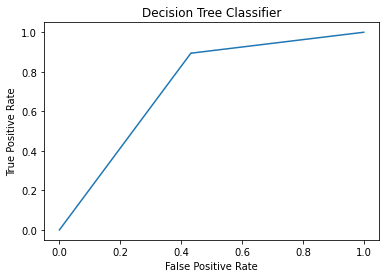 Decision Tree Classifier
1.0
0.8
0.6
0.4
0.2
0.0
True Positive Rate
0.0 0.2 0.4 0.6 0.8 1.0
False Positive Rate